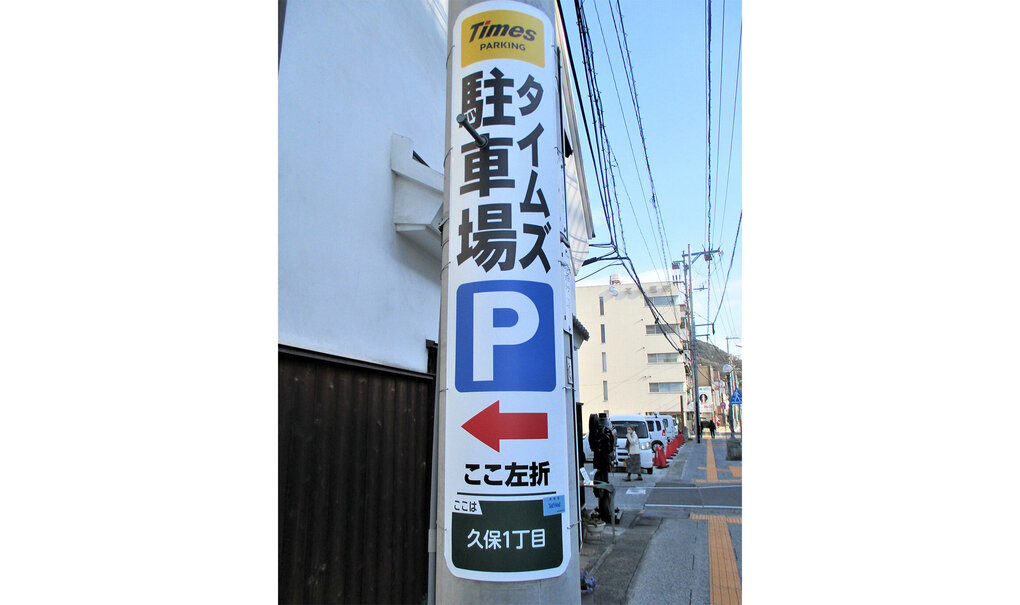 Times
PARKING
タイムズ
駐車場
P
ここ左折
ここは
久保1丁目